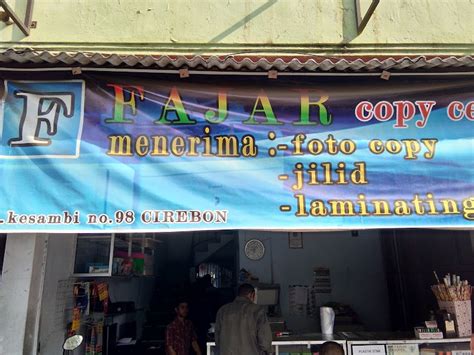 F
FAJAR copy ce
menerima :-foto copy
-jilid
-laminating
.kesambi no.98 CIREBON